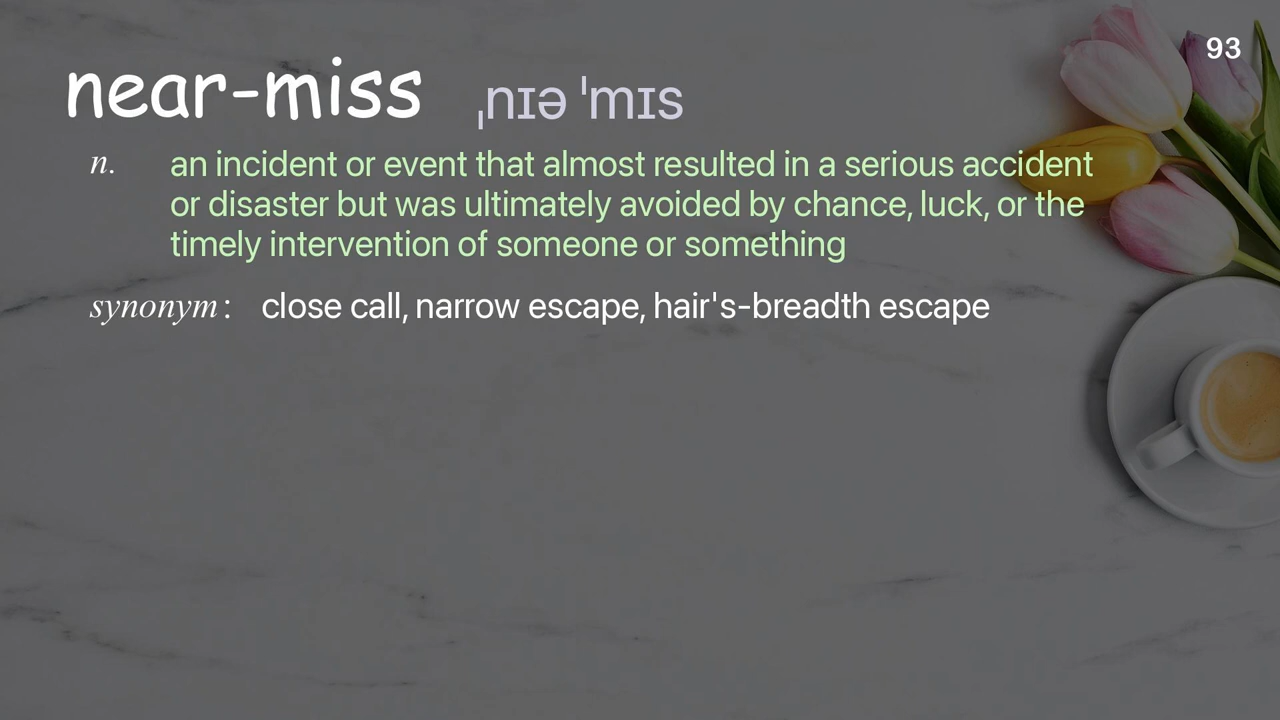 93
near-miss ˌnɪə ˈmɪs
n. an incident or event that almost resulted in a serious accident
or disaster but was ultimately avoided by chance, luck, or the
timely intervention of someone or something
synonym: close call, narrow escape, hair's-breadth escape